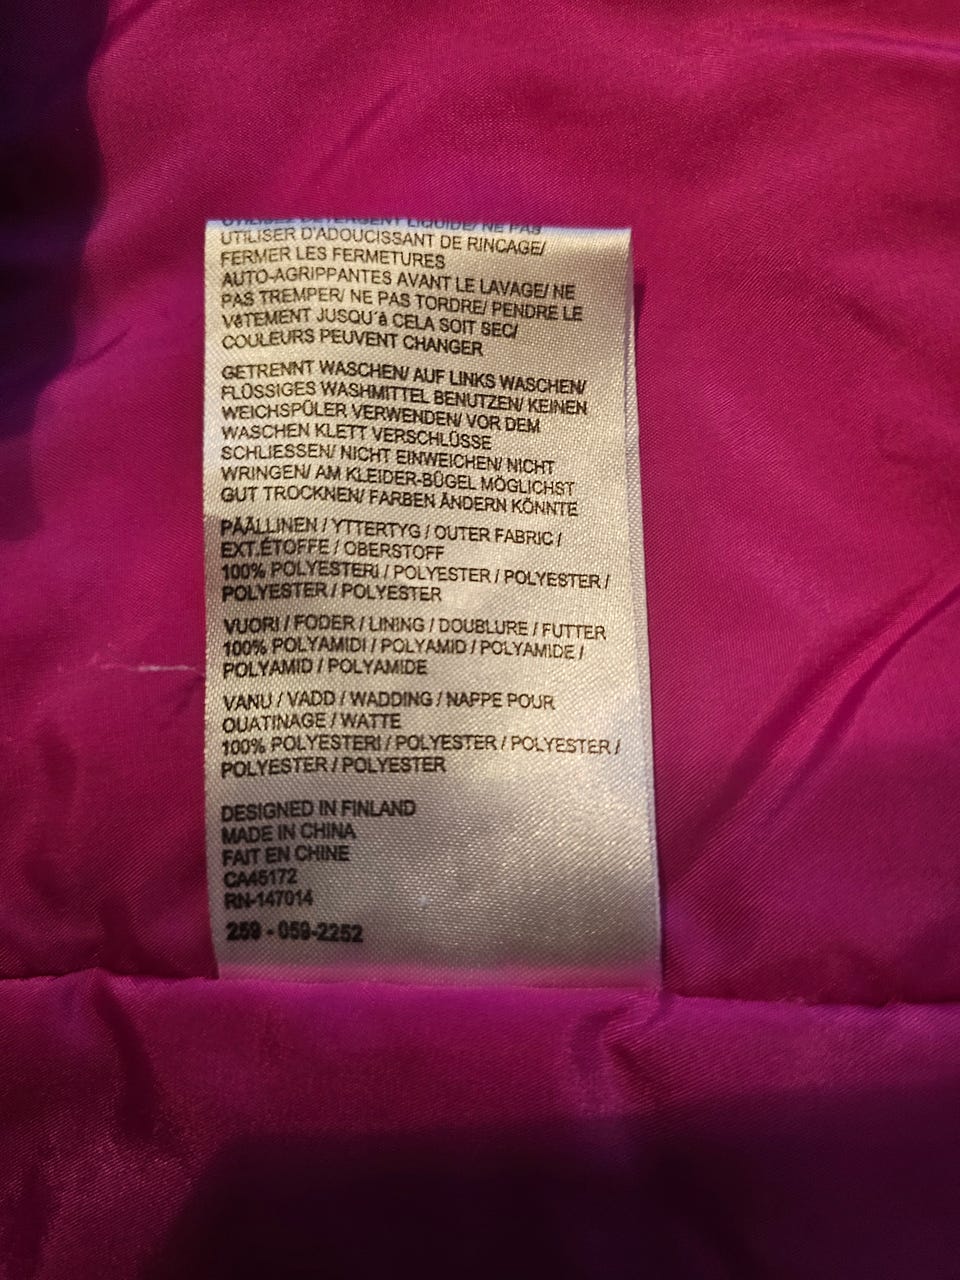 UTILISEZ DETERGENT LIQUIDE/ NE PAS
UTILISER D'ADOUCISSANT DE RINCAGE/
FERMER LES FERMETURES
AUTO-AGRIPPANTES AVANT LE LAVAGE/ NE
PAS TREMPER/ NE PAS TORDRE/ PENDRE LE
VêTEMENT JUSQU´à CELA SOIT SEC/
COULEURS PEUVENT CHANGER
GETRENNT WASCHEN/ AUF LINKS WASCHEN/
FLÜSSIGES WASHMITTEL BENUTZEN/ KEINEN
WEICHSPÜLER VERWENDEN/ VOR DEM
WASCHEN KLETT VERSCHLÜSSE
SCHLIESSEN/ NICHT EINWEICHEN/ NICHT
WRINGEN/ AM KLEIDER-BÜGEL MÖGLICHST
GUT TROCKNEN/ FARBEN ÄNDERN KÖNNTE
PÄÄLLINEN / YTTERTYG / OUTER FABRIC /
EXT.ÉTOFFE / OBERSTOFF
100% POLYESTERI / POLYESTER / POLYESTER /
POLYESTER / POLYESTER
VUORI / FODER / LINING / DOUBLURE / FUTTER
100% POLYAMIDI / POLYAMID / POLYAMIDE /
POLYAMID / POLYAMIDE
VANU / VADD / WADDING / NAPPE POUR
OUATINAGE / WATTE
100% POLYESTERI / POLYESTER / POLYESTER /
POLYESTER / POLYESTER
DESIGNED IN FINLAND
MADE IN CHINA
FAIT EN CHINE
CA45172
RN-147014
259 - 059-2252